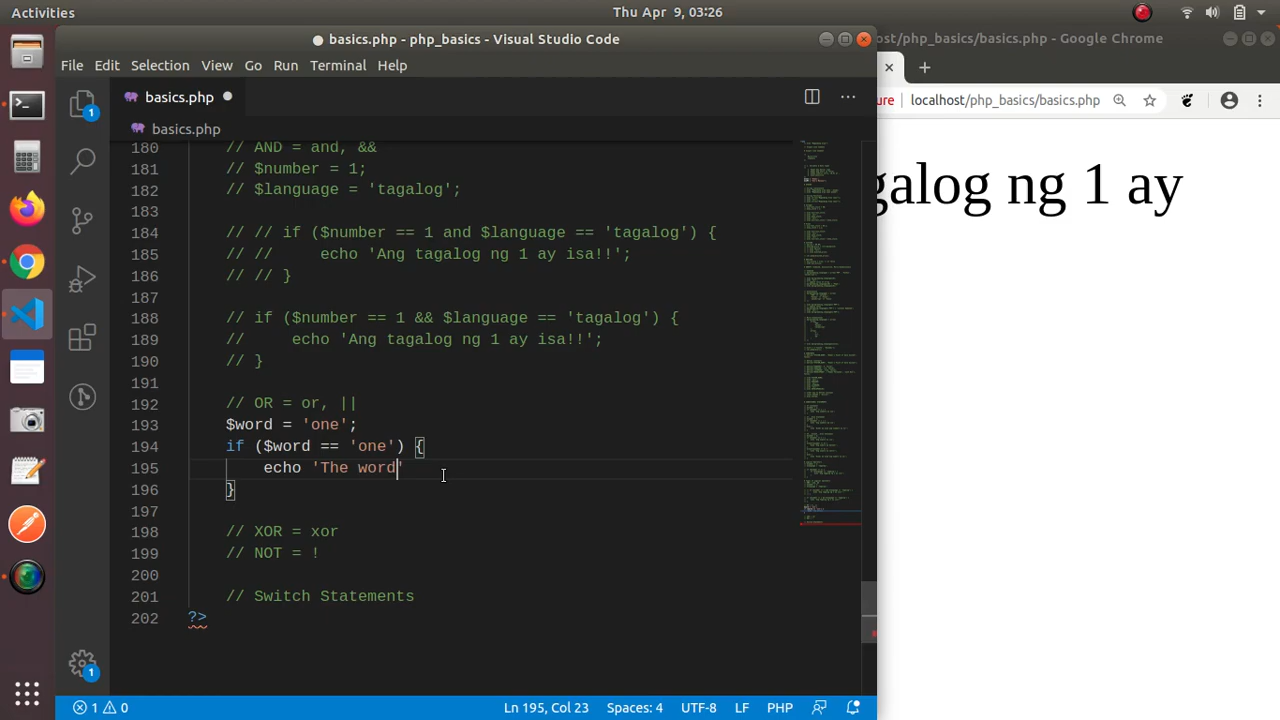 Activities
Thu Apr 9, 03:26
basics.php - php_basics - Visual Studio Code
ost/php_basics/basics.php - Google Chrome
File Edit Selection View Go Run Terminal Help
basics.php
basics.php
ure localhost/php_basics/basics.php
180 // AND = and, &&
181 // $number = 1;
182 // $language = 'tagalog';
183
184 // // if ($number == 1 and $language == 'tagalog') {
185 // // echo 'Ang tagalog ng 1 ay isa!!';
186 // // }
187
188 // if ($number == 1 && $language == 'tagalog') {
189 // echo 'Ang tagalog ng 1 ay isa!!';
190 // }
191
192 // OR = or, ||
193 $word = 'one';
194 if ($word == 'one') {
195 echo 'The word'
196 }
197
198 // XOR = xor
199 // NOT = !
200
201 // Switch Statements
202 ?>
galog ng 1 ay
1
1
1 0
Ln 195, Col 23 Spaces: 4 UTF-8 LF PHP